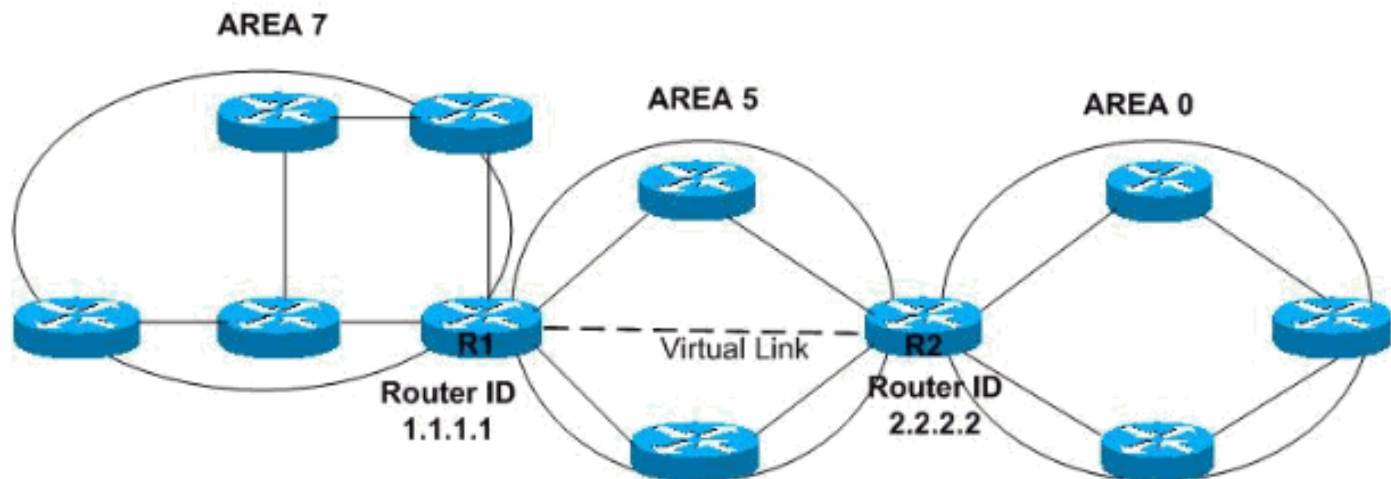 AREA 7
AREA 5
AREA 0
R1
Virtual Link
R2
Router ID
1.1.1.1
Router ID
2.2.2.2